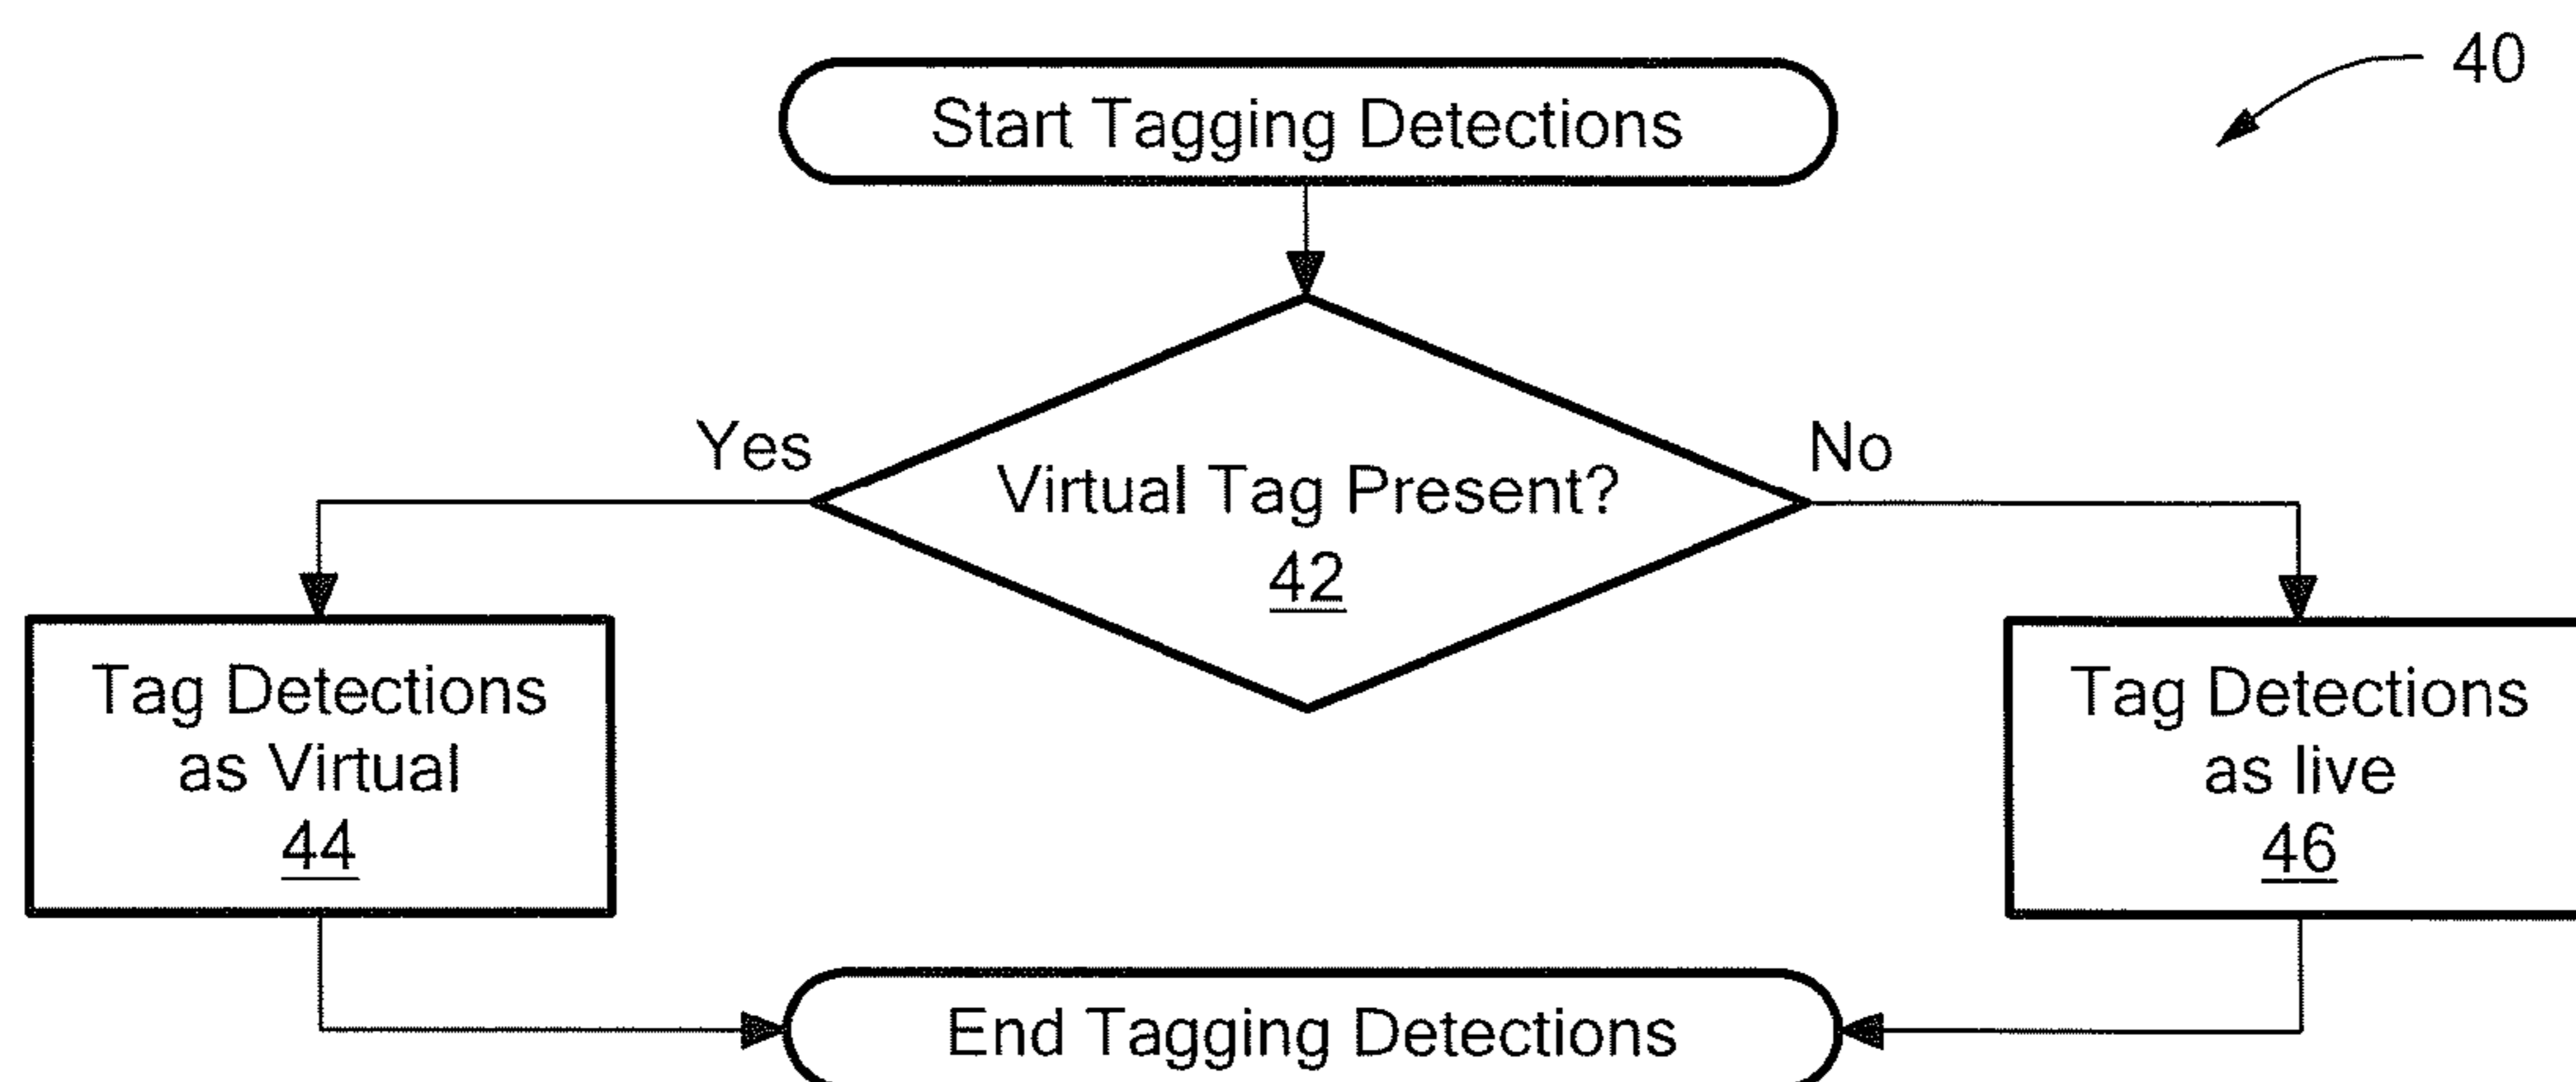 40
Start Tagging Detections
Yes
No
Virtual Tag Present?
42
Tag Detections
as Virtual
44
Tag Detections
as live
46
End Tagging Detections